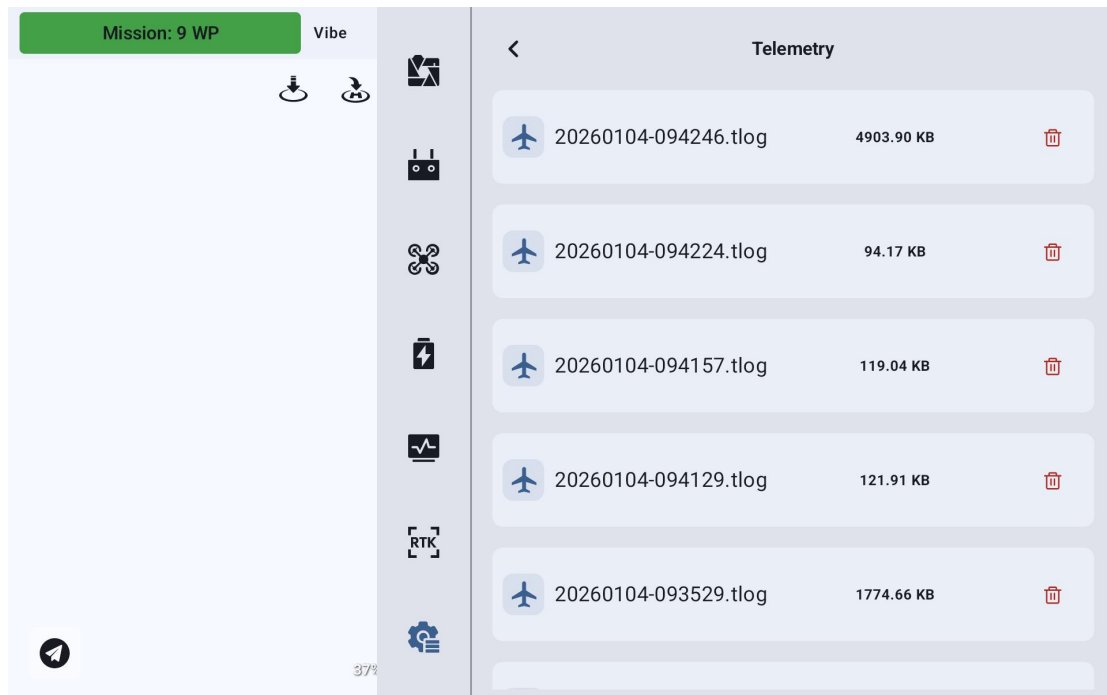 Mission: 9 WP
Vibe
37%
RTK
Telemetry
20260104-094246.tlog
4903.90 KB
20260104-094224.tlog
94.17 KB
20260104-094157.tlog
119.04 KB
20260104-094129.tlog
121.91 KB
20260104-093529.tlog
1774.66 KB